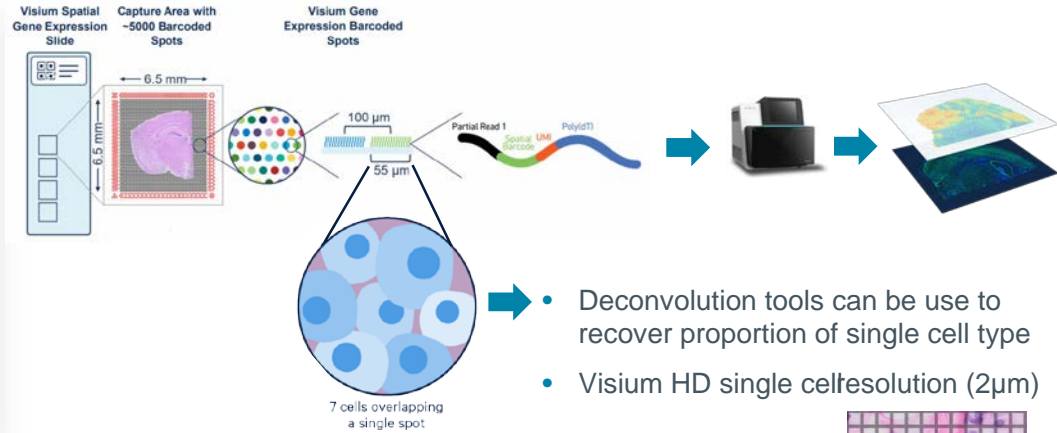 Visium Spatial
Gene Expression
Slide
Capture Area with
~5000 Barcoded
Spots
Visium Gene
Expression Barcoded
Spots
6.5 mm
6.5 mm
100 µm
55 µm
Partial Read 1
Spatial
Barcode
UMI
Poly(dT)
7 cells overlapping
a single spot
• Deconvolution tools can be use to
recover proportion of single cell type
• Visium HD single cell resolution (2µm)